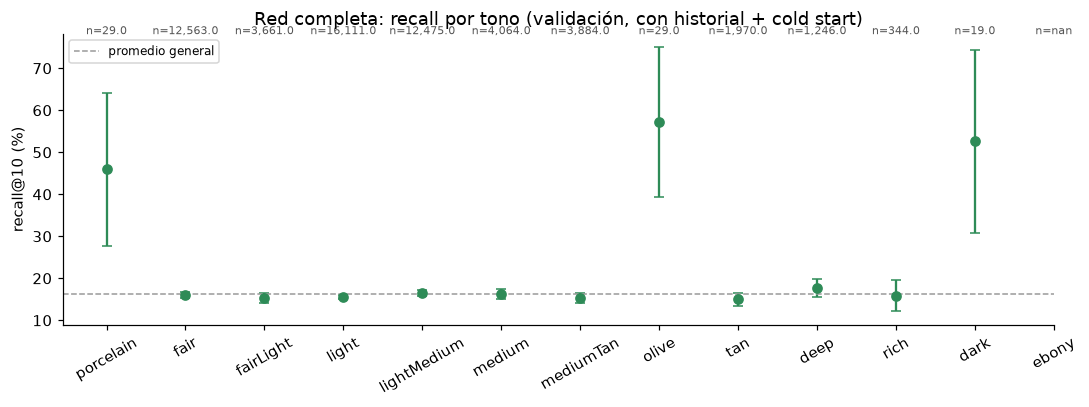 Red completa: recall por tono (validación, con historial + cold start)
n=29.0 n=12,563.0 n=3,661.0 n=16,111.0 n=12,475.0 n=4,064.0 n=3,884.0 n=29.0 n=1,970.0 n=1,246.0 n=344.0 n=19.0 n=nan
promedio general
recall@10 (%)
70
60
50
40
30
20
10
porcelain fair fairLight light lightMedium medium mediumTan olive tan deep rich dark ebony